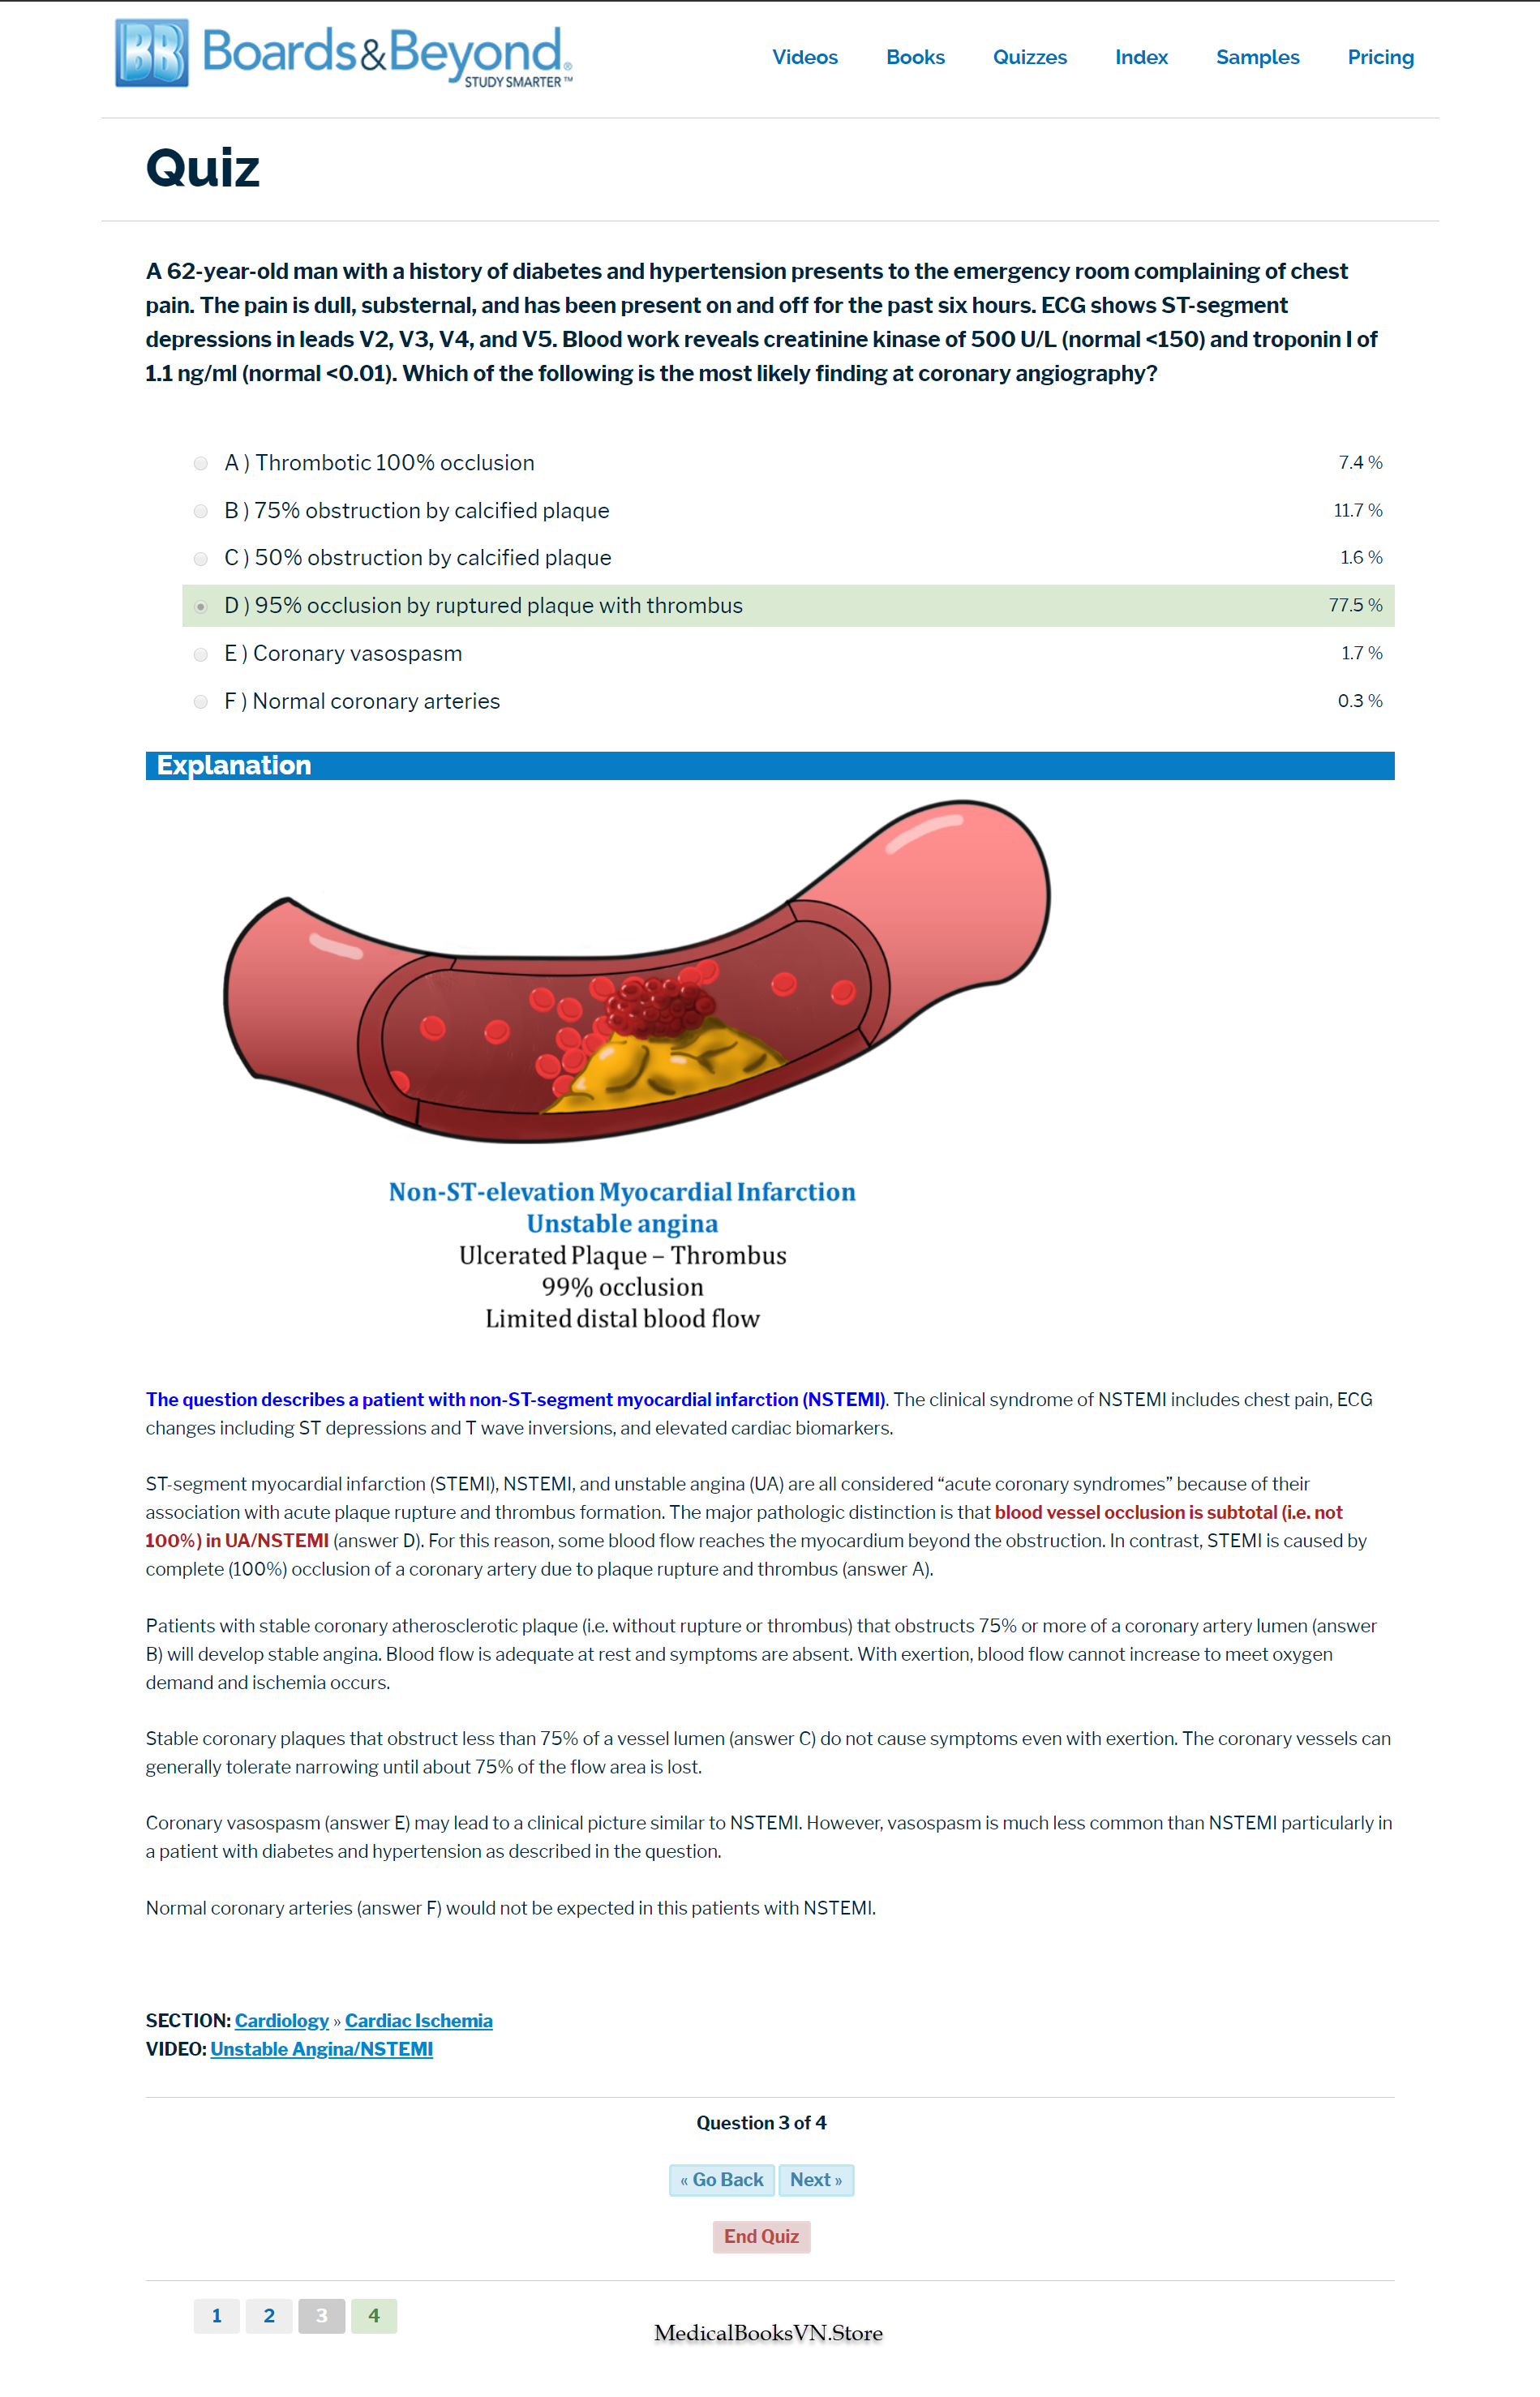 BB Boards&Beyond®
STUDY SMARTER™
Videos Books Quizzes Index Samples Pricing
Quiz
A 62-year-old man with a history of diabetes and hypertension presents to the emergency room complaining of chest
pain. The pain is dull, substernal, and has been present on and off for the past six hours. ECG shows ST-segment
depressions in leads V2, V3, V4, and V5. Blood work reveals creatinine kinase of 500 U/L (normal <150) and troponin I of
1.1 ng/ml (normal <0.01). Which of the following is the most likely finding at coronary angiography?
A ) Thrombotic 100% occlusion 7.4 %
B ) 75% obstruction by calcified plaque 11.7 %
C ) 50% obstruction by calcified plaque 1.6 %
D ) 95% occlusion by ruptured plaque with thrombus 77.5 %
E ) Coronary vasospasm 1.7 %
F ) Normal coronary arteries 0.3 %
Explanation
Non-ST-elevation Myocardial Infarction
Unstable angina
Ulcerated Plaque – Thrombus
99% occlusion
Limited distal blood flow
The question describes a patient with non-ST-segment myocardial infarction (NSTEMI). The clinical syndrome of NSTEMI includes chest pain, ECG
changes including ST depressions and T wave inversions, and elevated cardiac biomarkers.
ST-segment myocardial infarction (STEMI), NSTEMI, and unstable angina (UA) are all considered “acute coronary syndromes” because of their
association with acute plaque rupture and thrombus formation. The major pathologic distinction is that blood vessel occlusion is subtotal (i.e. not
100%) in UA/NSTEMI (answer D). For this reason, some blood flow reaches the myocardium beyond the obstruction. In contrast, STEMI is caused by
complete (100%) occlusion of a coronary artery due to plaque rupture and thrombus (answer A).
Patients with stable coronary atherosclerotic plaque (i.e. without rupture or thrombus) that obstructs 75% or more of a coronary artery lumen (answer
B) will develop stable angina. Blood flow is adequate at rest and symptoms are absent. With exertion, blood flow cannot increase to meet oxygen
demand and ischemia occurs.
Stable coronary plaques that obstruct less than 75% of a vessel lumen (answer C) do not cause symptoms even with exertion. The coronary vessels can
generally tolerate narrowing until about 75% of the flow area is lost.
Coronary vasospasm (answer E) may lead to a clinical picture similar to NSTEMI. However, vasospasm is much less common than NSTEMI particularly in
a patient with diabetes and hypertension as described in the question.
Normal coronary arteries (answer F) would not be expected in this patients with NSTEMI.
SECTION: Cardiology » Cardiac Ischemia
VIDEO: Unstable Angina/NSTEMI
Question 3 of 4
« Go Back Next »
End Quiz
1 2 3 4
MedicalBooksVN.Store